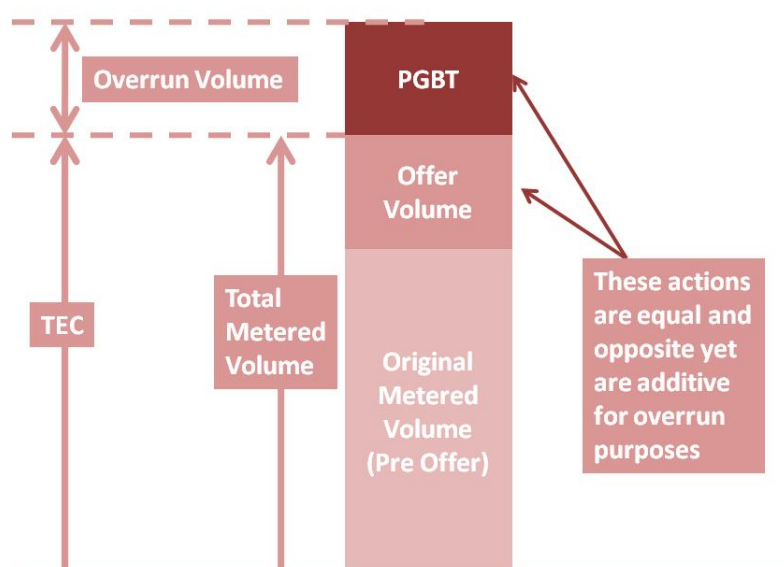 Overrun Volume
PGBT
Offer
Volume
TEC
Total
Metered
Volume
Original
Metered
Volume
(Pre Offer)
These actions
are equal and
opposite yet
are additive
for overrun
purposes